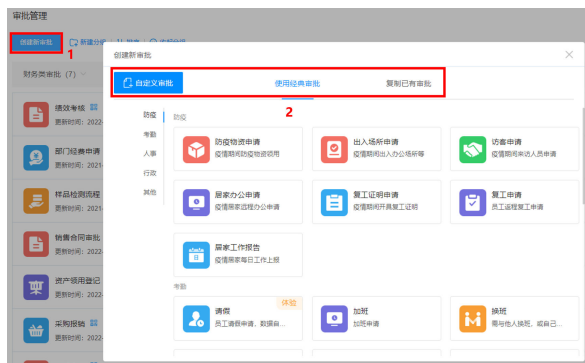 审批管理
创建新审批
新建分组
1
财务类审批 (7)
绩效考核
更新时间: 2022-
部门经费申请
更新时间: 2021-
样品检测流程
更新时间: 2021-
销售合同审批
更新时间: 2022-
资产领用登记
更新时间: 2022-
采购报销
更新时间: 2022-
创建新审批
自定义审批
使用经典审批
复制已有审批
2
防疫
考勤
人事
行政
其他
防疫
防疫物资申请
疫情期间防疫物资领用
出入场所申请
疫情期间出入办公场所等
访客申请
疫情期间来访人员申请
居家办公申请
疫情居家远程办公申请
复工证明申请
疫情期间开具复工证明
复工申请
员工返程复工申请
居家工作报告
疫情居家每日工作上报
考勤
请假
体验
员工请假申请，数据自...
加班
加班申请
换班
需与他人换班，或自己...